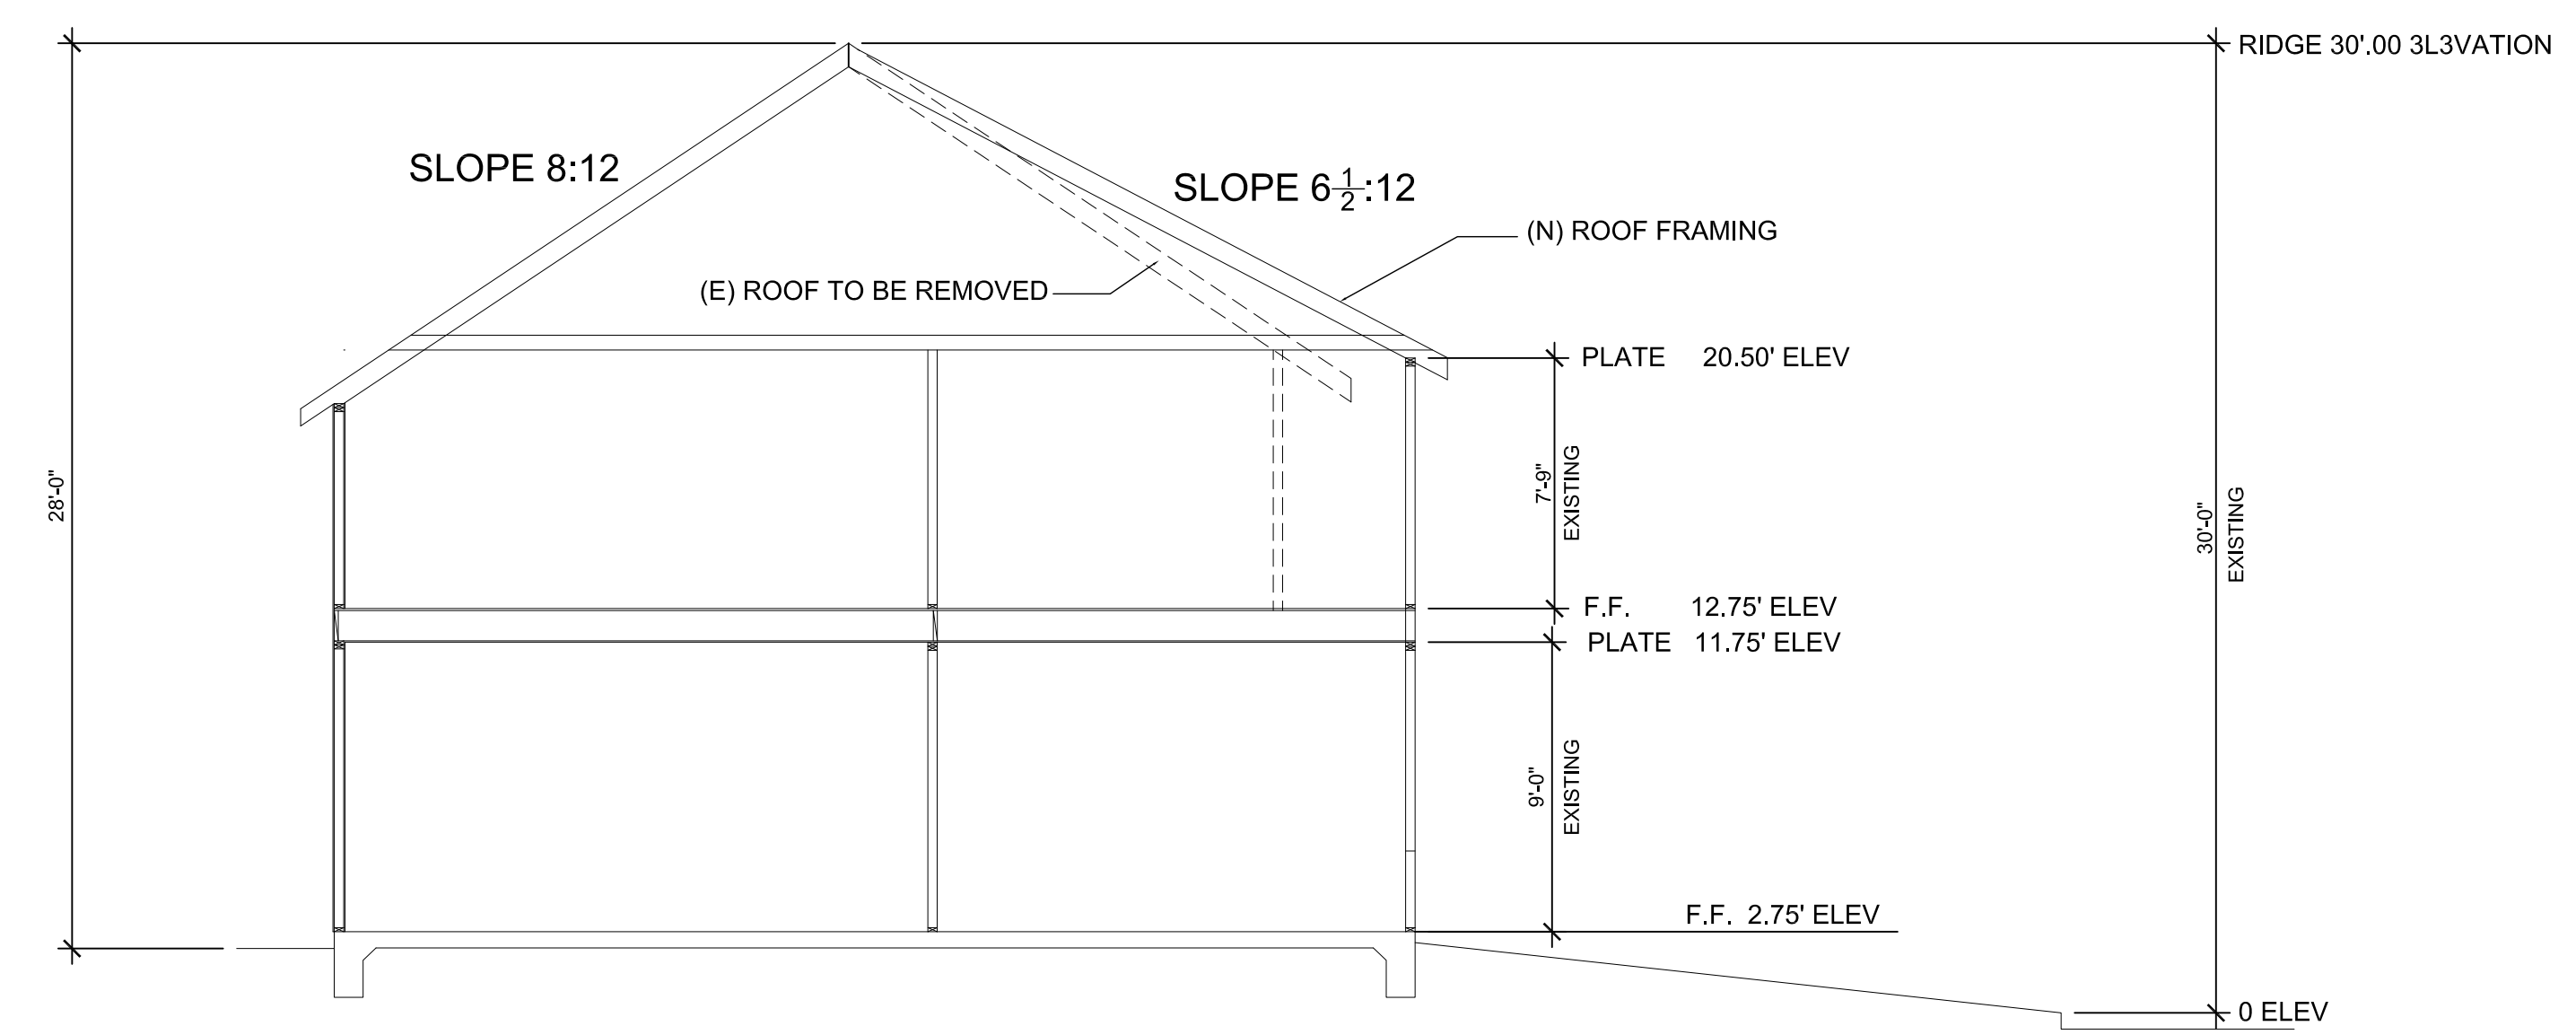 RIDGE 30'.00 3L3VATION
SLOPE 8:12
SLOPE 6 1/2:12
(N) ROOF FRAMING
(E) ROOF TO BE REMOVED
PLATE 20.50' ELEV
28'-0"
7'-9"
EXISTING
30'-0"
EXISTING
F.F. 12.75' ELEV
PLATE 11.75' ELEV
9'-0"
EXISTING
F.F. 2.75' ELEV
0 ELEV